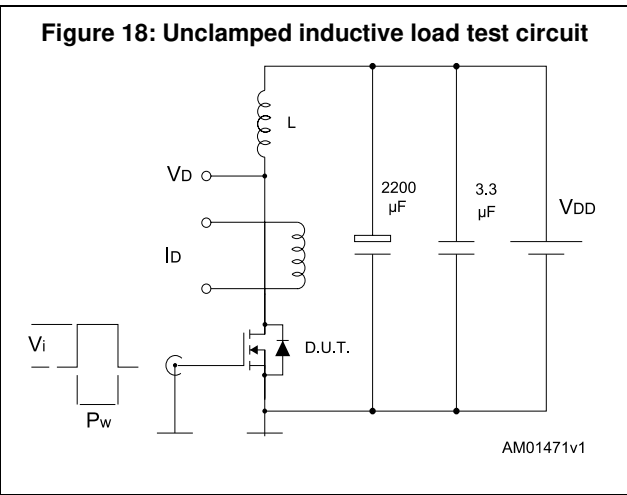 Figure 18: Unclamped inductive load test circuit
L
VD
2200
µF
3.3
µF
VDD
ID
Vi
D.U.T.
Pw
AM01471v1